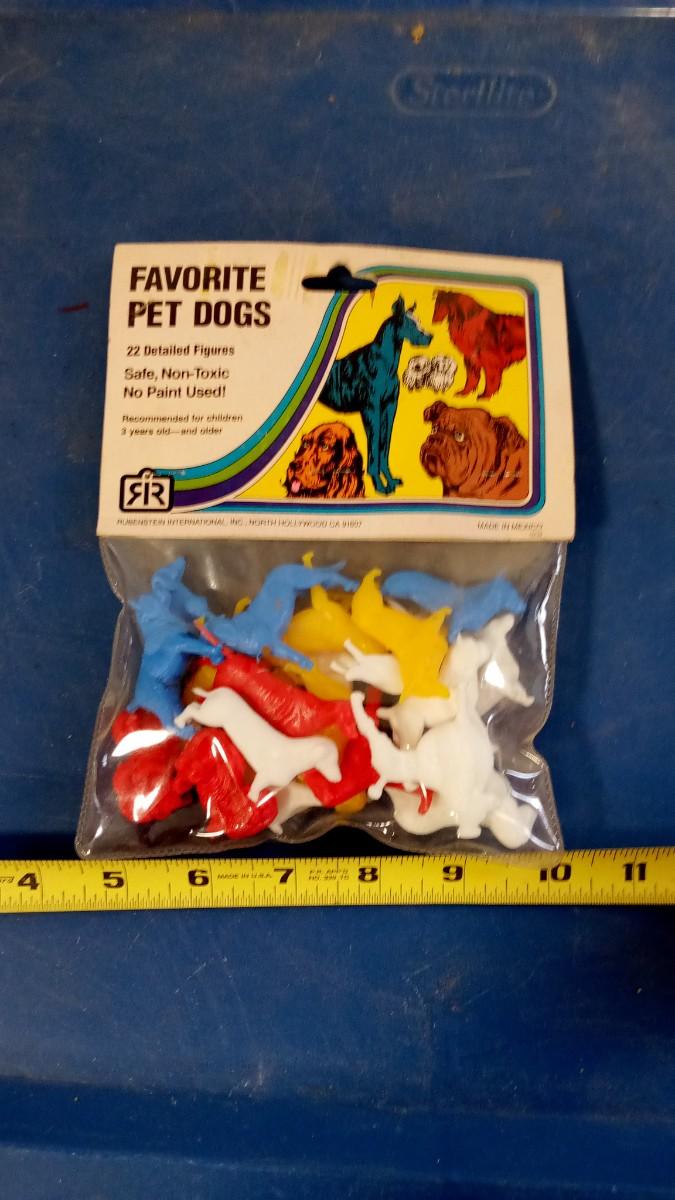 Sterilite
FAVORITE
PET DOGS
22 Detailed Figures
Safe, Non-Toxic
No Paint Used!
Recommended for children
3 years old—and older
RIR
RUBENSTEIN INTERNATIONAL, INC., NORTH HOLLYWOOD CA 91607
MADE IN MEXICO
4 5 6 MADE IN U.S.A. 7 8 9 10 11